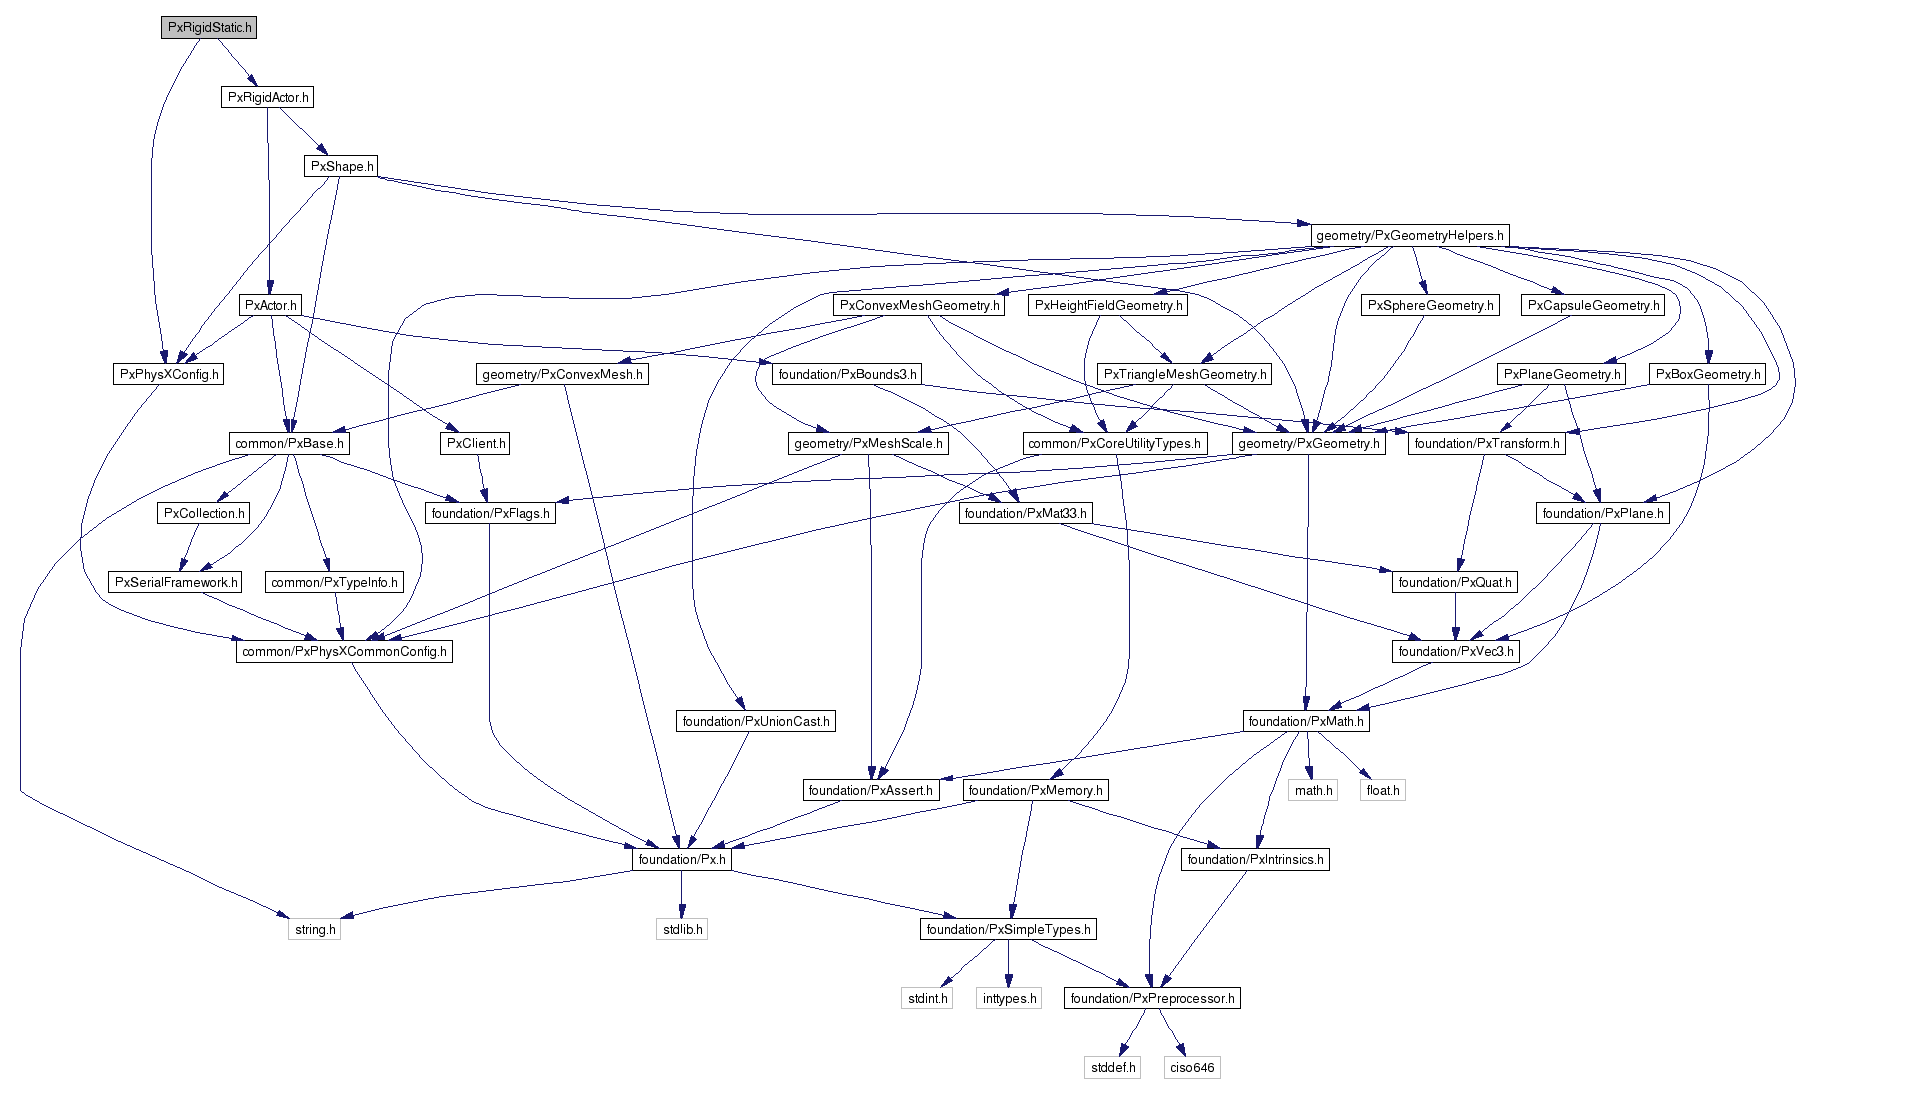 PxRigidStatic.h
PxRigidActor.h
PxShape.h
geometry/PxGeometryHelpers.h
PxActor.h
PxConvexMeshGeometry.h
PxHeightFieldGeometry.h
PxSphereGeometry.h
PxCapsuleGeometry.h
PxPhysXConfig.h
geometry/PxConvexMesh.h
foundation/PxBounds3.h
PxTriangleMeshGeometry.h
PxPlaneGeometry.h
PxBoxGeometry.h
common/PxBase.h
PxClient.h
geometry/PxMeshScale.h
common/PxCoreUtilityTypes.h
geometry/PxGeometry.h
foundation/PxTransform.h
PxCollection.h
foundation/PxFlags.h
foundation/PxMat33.h
foundation/PxPlane.h
PxSerialFramework.h
common/PxTypeInfo.h
foundation/PxQuat.h
common/PxPhysXCommonConfig.h
foundation/PxVec3.h
foundation/PxUnionCast.h
foundation/PxMath.h
foundation/PxAssert.h
foundation/PxMemory.h
math.h
float.h
foundation/Px.h
foundation/PxIntrinsics.h
string.h
stdlib.h
foundation/PxSimpleTypes.h
stdint.h
inttypes.h
foundation/PxPreprocessor.h
stddef.h
ciso646